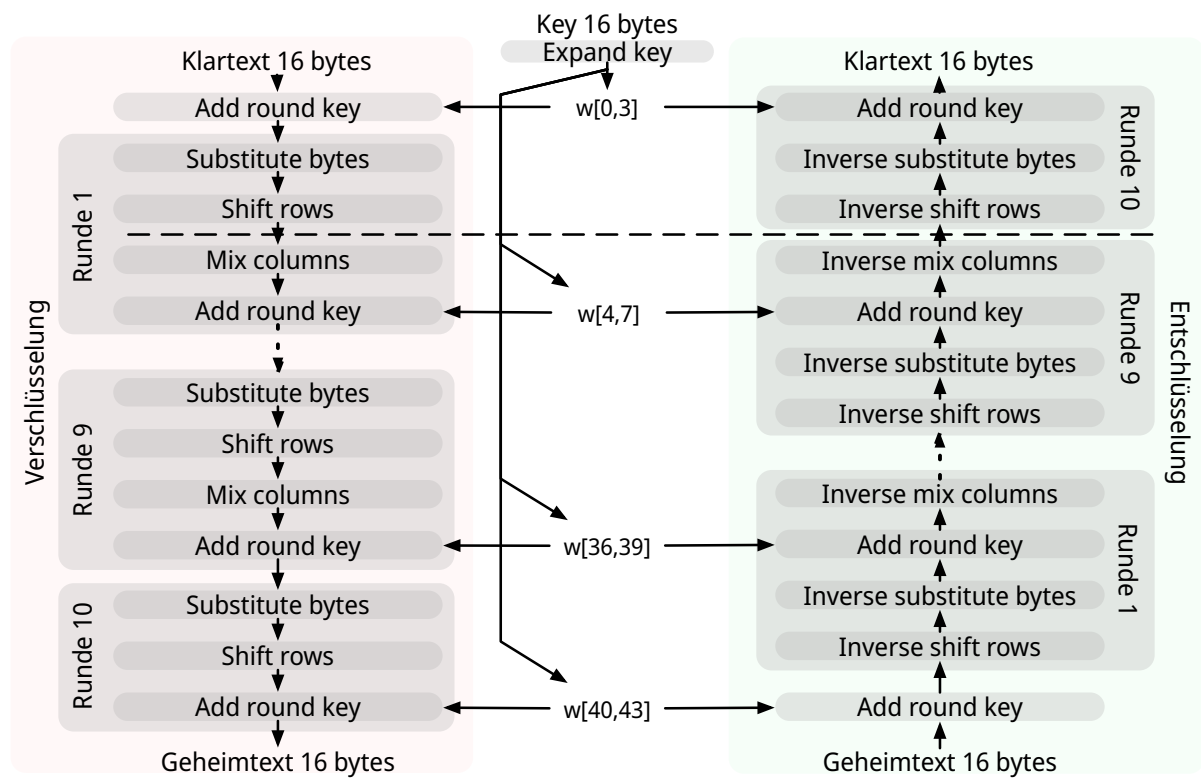 Key 16 bytes
Expand key
w[0,3]
w[4,7]
w[36,39]
w[40,43]
Verschlüsselung
Klartext 16 bytes
Add round key
Runde 1
Substitute bytes
Shift rows
Mix columns
Add round key
Runde 9
Substitute bytes
Shift rows
Mix columns
Add round key
Runde 10
Substitute bytes
Shift rows
Add round key
Geheimtext 16 bytes
Entschlüsselung
Klartext 16 bytes
Runde 10
Add round key
Inverse substitute bytes
Inverse shift rows
Runde 9
Inverse mix columns
Add round key
Inverse substitute bytes
Inverse shift rows
Runde 1
Inverse mix columns
Add round key
Inverse substitute bytes
Inverse shift rows
Add round key
Geheimtext 16 bytes